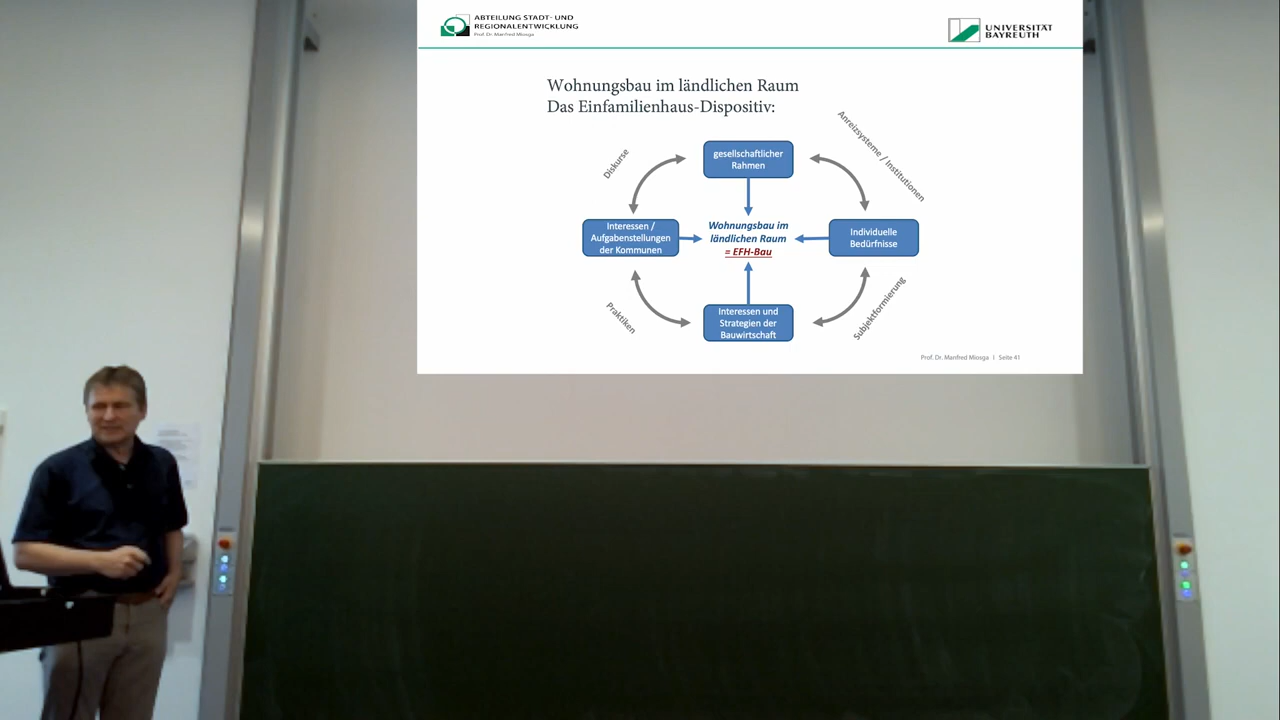 ABTEILUNG STADT- UND
REGIONALENTWICKLUNG
Prof. Dr. Manfred Miosga
UNIVERSITÄT
BAYREUTH
Wohnungsbau im ländlichen Raum
Das Einfamilienhaus-Dispositiv:
Diskurse
gesellschaftlicher
Rahmen
Anreizsysteme / Institutionen
Interessen /
Aufgabenstellungen
der Kommunen
Wohnungsbau im
ländlichen Raum
= EFH-Bau
Individuelle
Bedürfnisse
Praktiken
Interessen und
Strategien der
Bauwirtschaft
Subjektformierung
Prof. Dr. Manfred Miosga | Seite 41